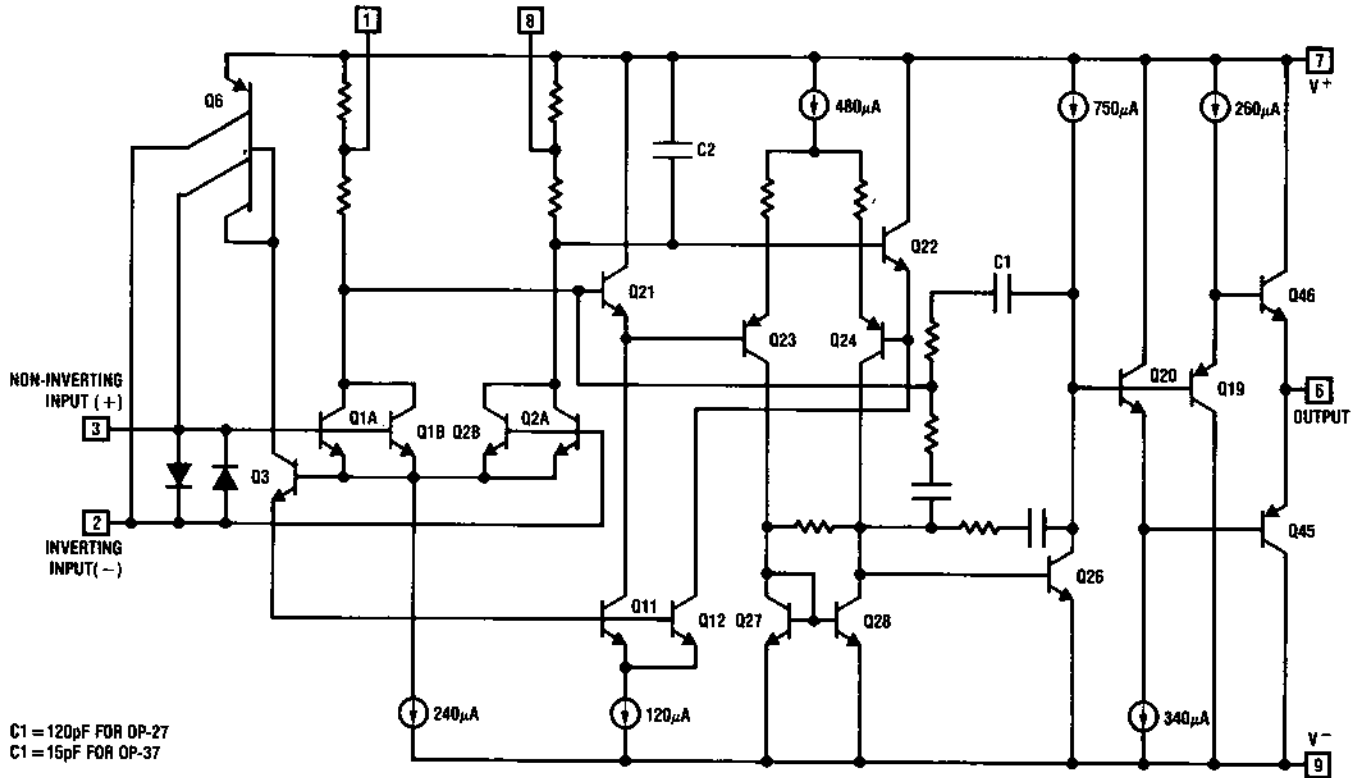 1
8
7
V+
Q6
480μA
750μA
260μA
C2
Q22
C1
Q21
Q46
Q23
Q24
Q20
Q19
NON-INVERTING
INPUT (+)
3
Q1A
Q1B
Q2B
Q2A
6
OUTPUT
Q3
2
INVERTING
INPUT(−)
Q45
Q26
Q11
Q12
Q27
Q28
240μA
120μA
340μA
C1 = 120pF FOR OP-27
C1 = 15pF FOR OP-37
V−
9